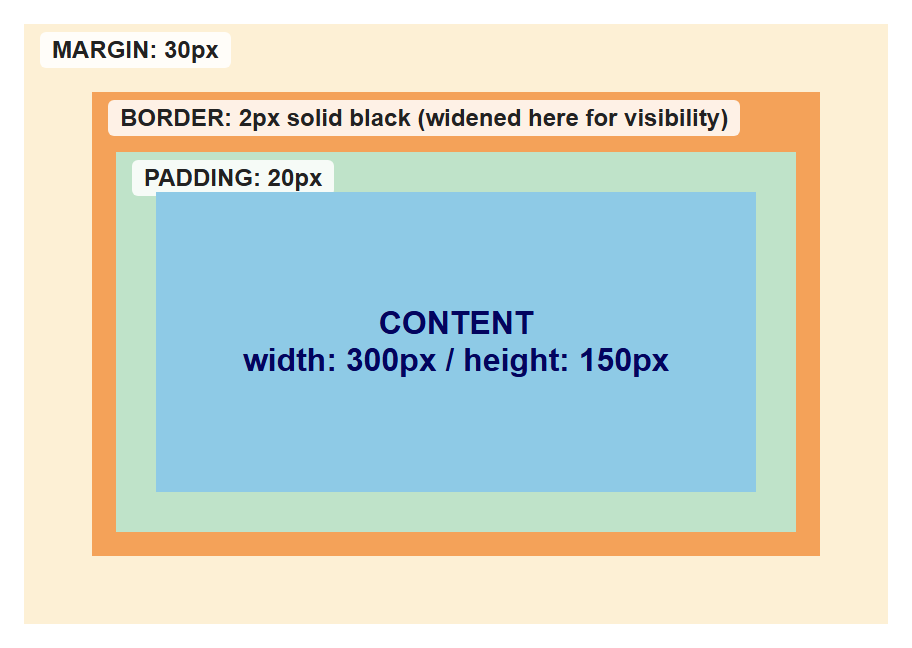 MARGIN: 30px
BORDER: 2px solid black (widened here for visibility)
PADDING: 20px
CONTENT
width: 300px / height: 150px